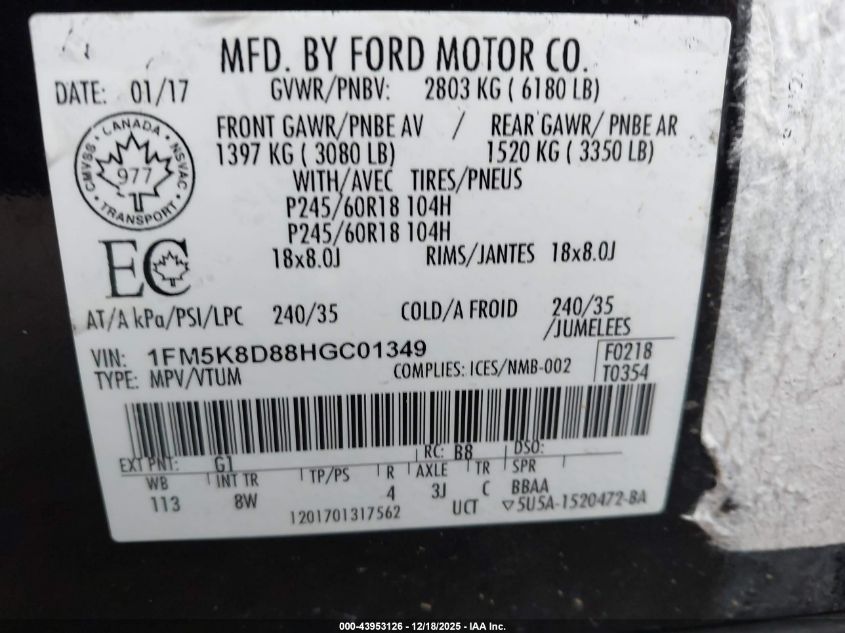 MFD. BY FORD MOTOR CO.
DATE: 01/17 GVWR/PNBV: 2803 KG ( 6180 LB)
FRONT GAWR/PNBE AV / REAR GAWR/ PNBE AR
1397 KG ( 3080 LB) 1520 KG ( 3350 LB)
CANADA
CMVSS 977 NSVAC
TRANSPORT
WITH/AVEC TIRES/PNEUS
P245/60R18 104H
P245/60R18 104H
EC
18x8.0J RIMS/JANTES 18x8.0J
AT/A kPa/PSI/LPC 240/35 COLD/A FROID 240/35
/JUMELEES
VIN: 1FM5K8D88HGC01349 F0218
TYPE: MPV/VTUM COMPLIES: ICES/NMB-002 T0354
RC: B8 DSO:
EXT PNT: G1
WB INT TR TP/PS R AXLE TR SPR
113 8W 4 3J C BBAA
1201701317562 UCT ▽5U5A-1520472-BA
000-43953126 - 12/18/2025 - IAA Inc.